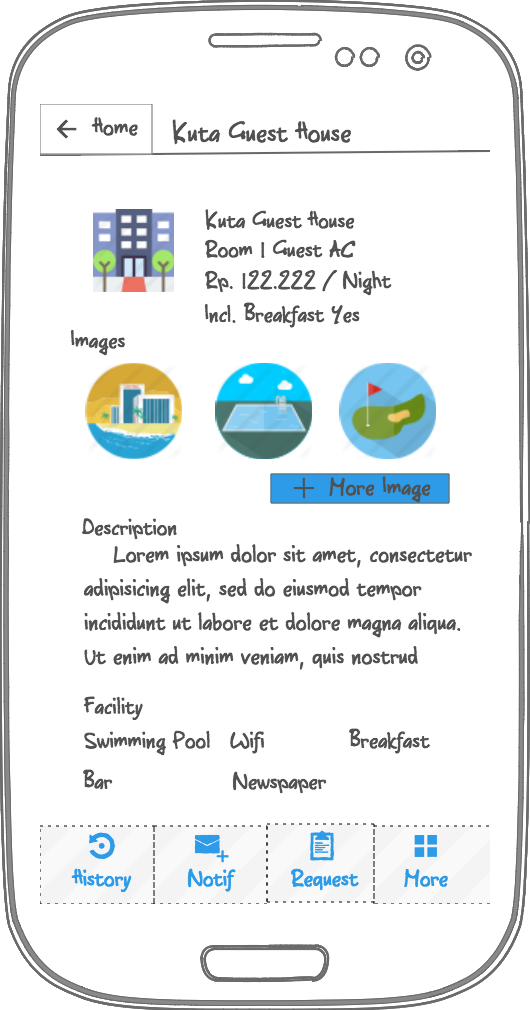 Home
Kuta Guest House
Kuta Guest House
Room 1 Guest AC
Rp. 122.222 / Night
Incl. Breakfast Yes
Images
More Image
Description
Lorem ipsum dolor sit amet, consectetur
adipisicing elit, sed do eiusmod tempor
incididunt ut labore et dolore magna aliqua.
Ut enim ad minim veniam, quis nostrud
Facility
Swimming Pool Wifi Breakfast
Bar Newspaper
History Notif Request More